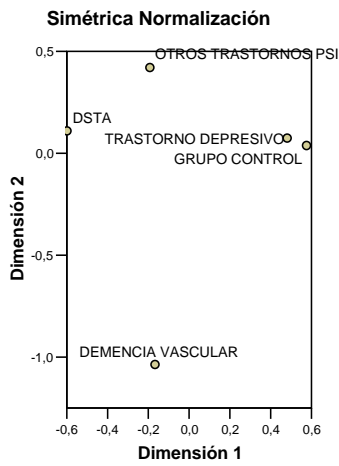 Simétrica Normalización
0,5
OTROS TRASTORNOS PSI
DSTA
TRASTORNO DEPRESIVO
0,0
GRUPO CONTROL
Dimensión 2
-0,5
DEMENCIA VASCULAR
-1,0
-0,6 -0,4 -0,2 0,0 0,2 0,4 0,6
Dimensión 1